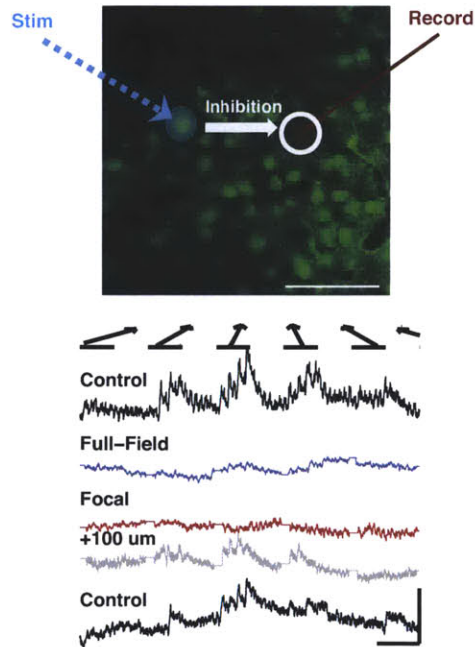 Stim
Record
Inhibition
Control
Full-Field
Focal
+100 um
Control